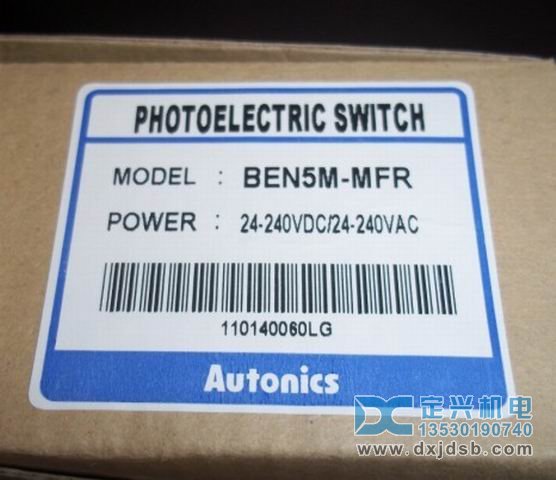 PHOTOELECTRIC SWITCH
MODEL : BEN5M-MFR
POWER : 24-240VDC/24-240VAC
110140060LG
Autonics
DC 定兴机电
13530190740
www.dxjdsb.com